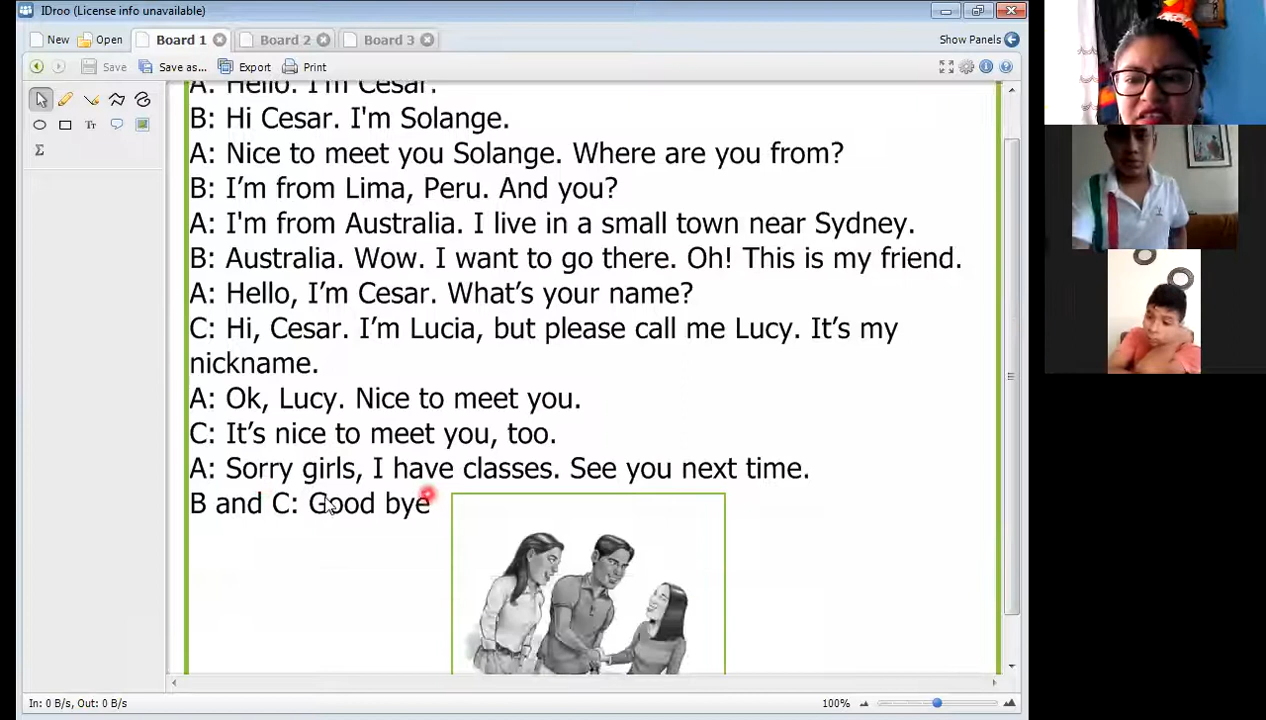 IDroo (License info unavailable)
New Open Board 1 Board 2 Board 3 Show Panels
Save Save as... Export Print
A: Hello. I'm Cesar.
B: Hi Cesar. I'm Solange.
A: Nice to meet you Solange. Where are you from?
B: I’m from Lima, Peru. And you?
A: I'm from Australia. I live in a small town near Sydney.
B: Australia. Wow. I want to go there. Oh! This is my friend.
A: Hello, I’m Cesar. What’s your name?
C: Hi, Cesar. I’m Lucia, but please call me Lucy. It’s my
nickname.
A: Ok, Lucy. Nice to meet you.
C: It’s nice to meet you, too.
A: Sorry girls, I have classes. See you next time.
B and C: Good bye
In: 0 B/s, Out: 0 B/s 100%